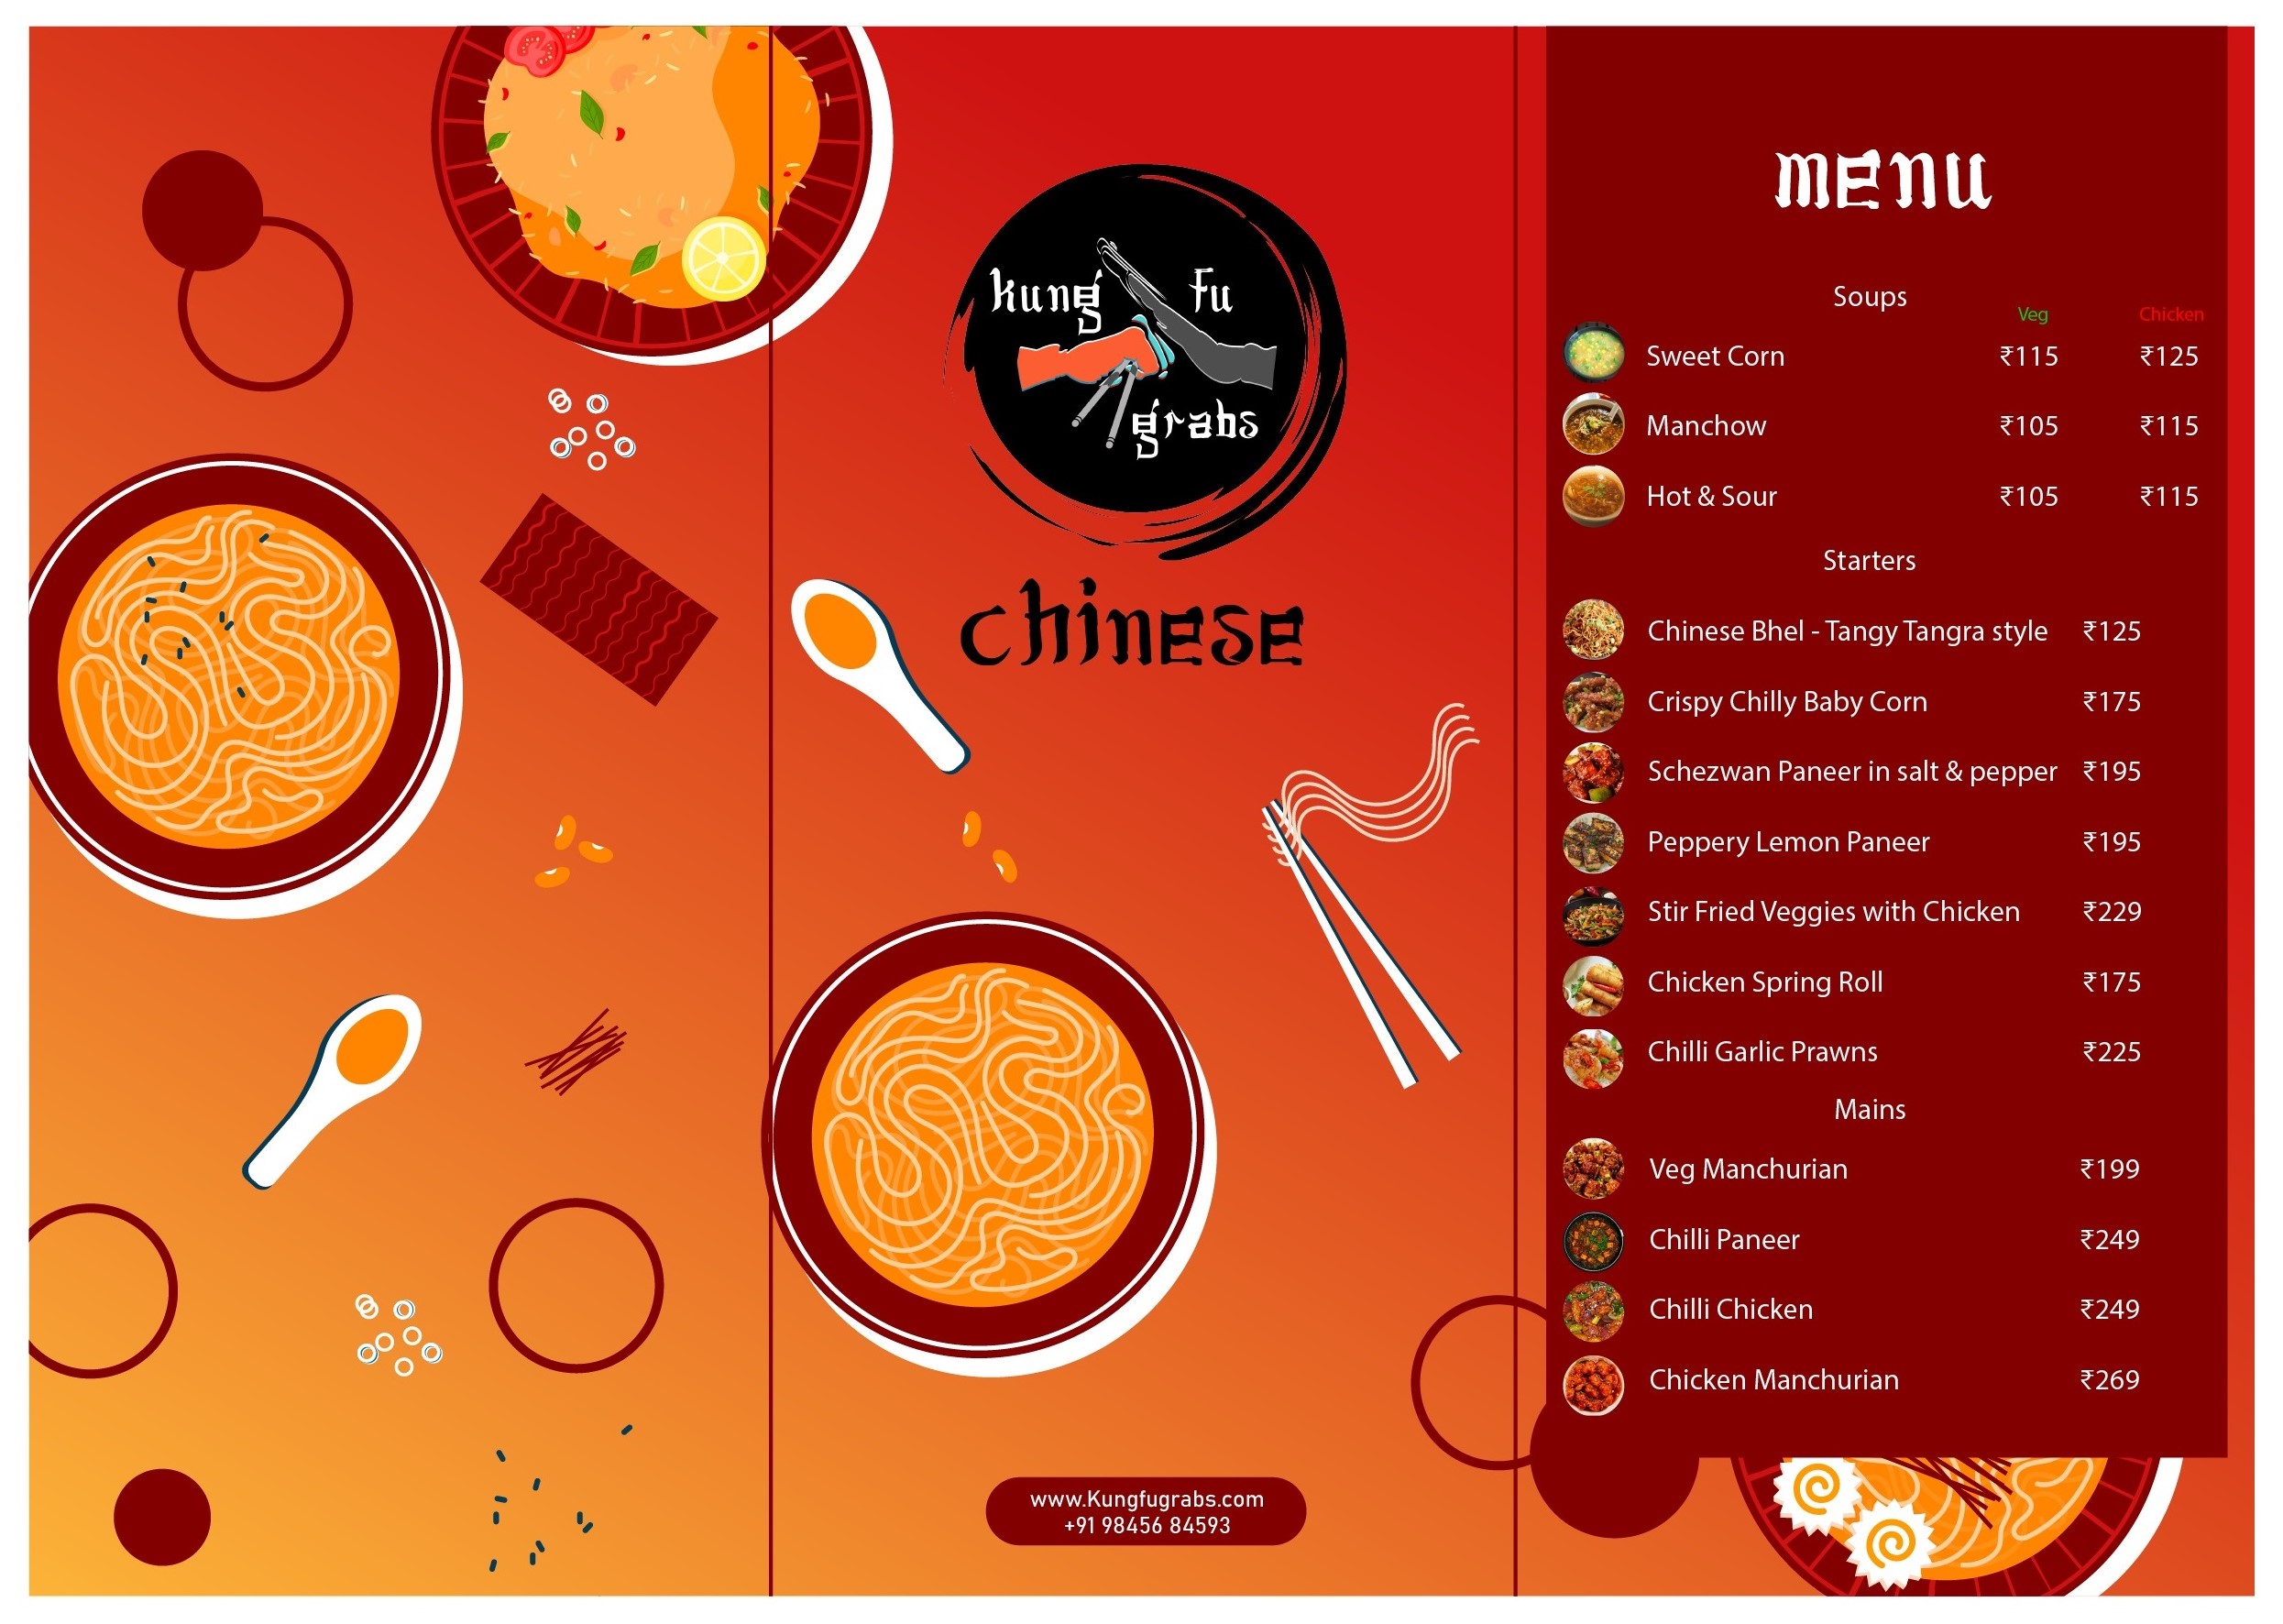 kung fu
grabs
chinese
www.Kungfugrabs.com
+91 98456 84593
menu
Soups
Veg Chicken
Sweet Corn ₹115 ₹125
Manchow ₹105 ₹115
Hot & Sour ₹105 ₹115
Starters
Chinese Bhel - Tangy Tangra style ₹125
Crispy Chilly Baby Corn ₹175
Schezwan Paneer in salt & pepper ₹195
Peppery Lemon Paneer ₹195
Stir Fried Veggies with Chicken ₹229
Chicken Spring Roll ₹175
Chilli Garlic Prawns ₹225
Mains
Veg Manchurian ₹199
Chilli Paneer ₹249
Chilli Chicken ₹249
Chicken Manchurian ₹269